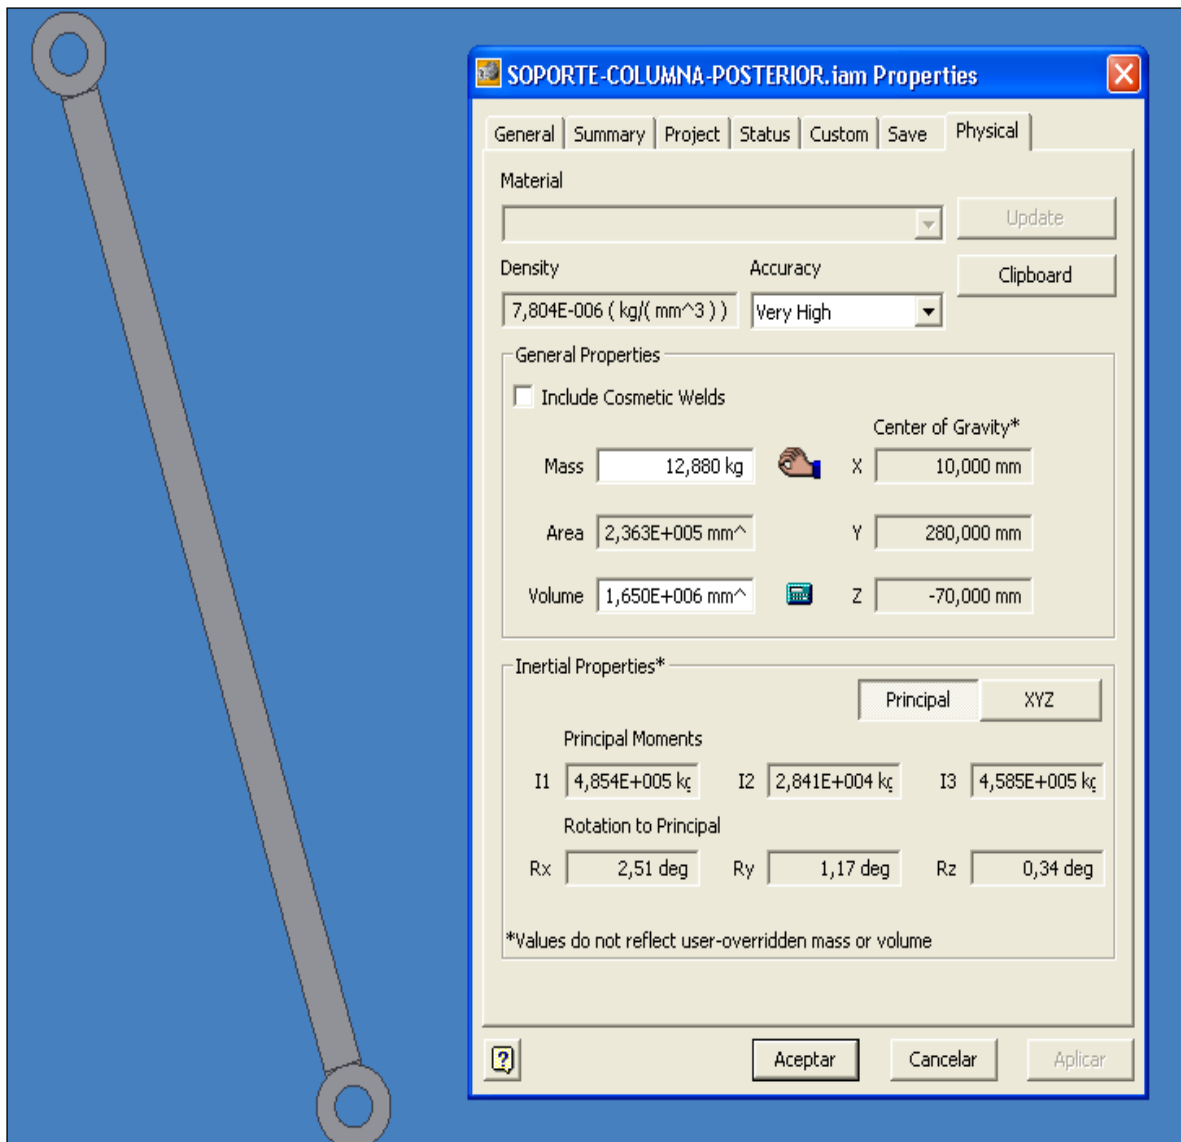 SOPORTE-COLUMNA-POSTERIOR.iam Properties
General Summary Project Status Custom Save Physical
Material
Update
Density Accuracy
Clipboard
7,804E-006 ( kg/( mm^3 ) ) Very High
General Properties
Include Cosmetic Welds
Center of Gravity*
Mass 12,880 kg X 10,000 mm
Area 2,363E+005 mm^ Y 280,000 mm
Volume 1,650E+006 mm^ Z -70,000 mm
Inertial Properties*
Principal XYZ
Principal Moments
I1 4,854E+005 kg I2 2,841E+004 kg I3 4,585E+005 kg
Rotation to Principal
Rx 2,51 deg Ry 1,17 deg Rz 0,34 deg
*Values do not reflect user-overridden mass or volume
? Aceptar Cancelar Aplicar